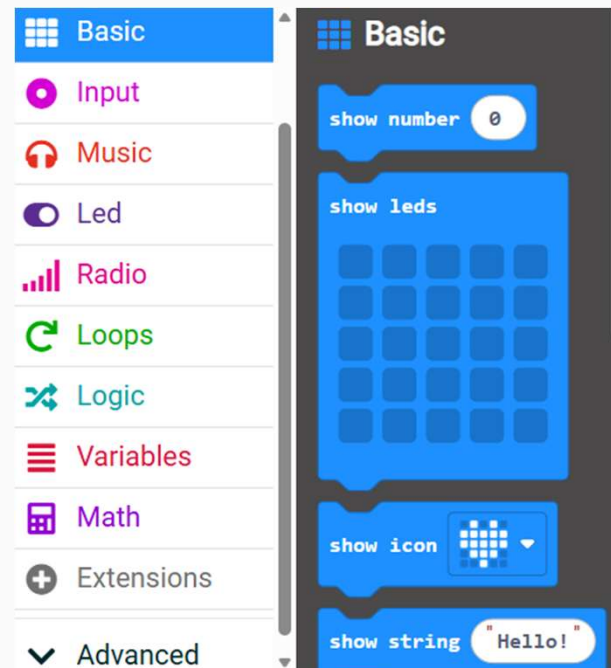 Basic
Input
Music
Led
Radio
Loops
Logic
Variables
Math
Extensions
Advanced
Basic
show number 0
show leds
show icon
show string "Hello!"